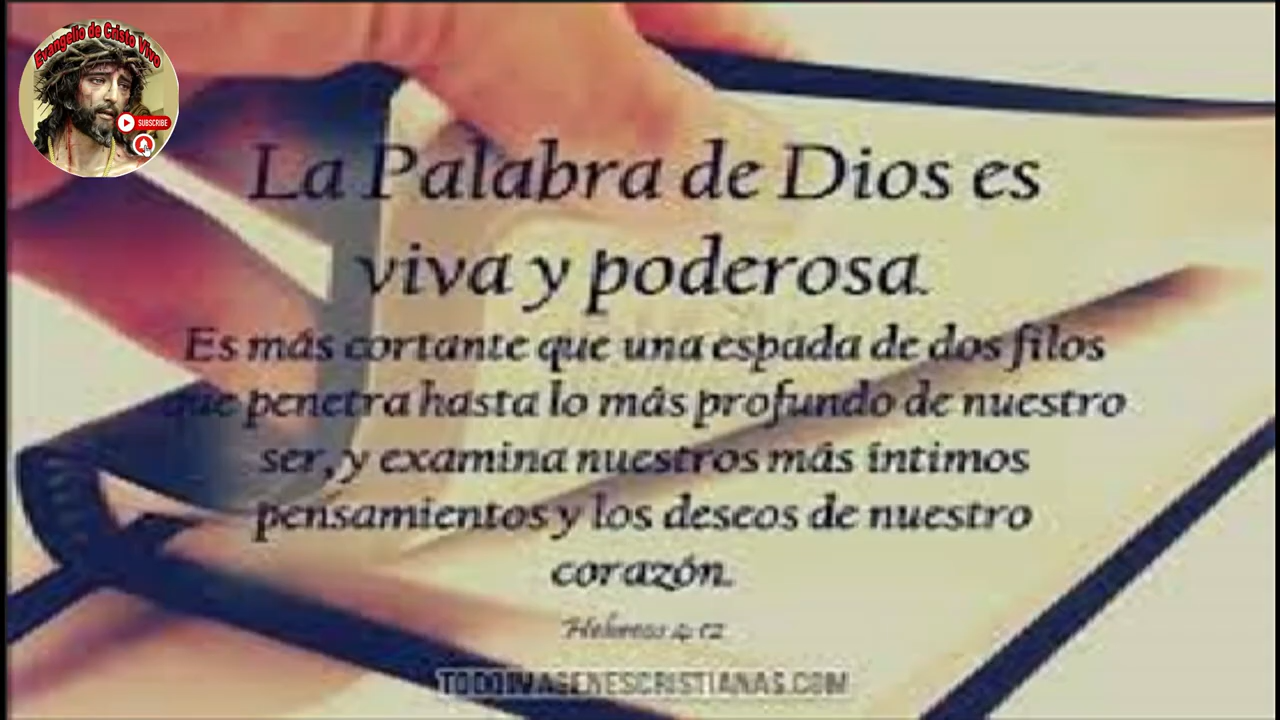 Evangelio de Cristo Vivo
SUBSCRIBE
La Palabra de Dios es
viva y poderosa.
Es más cortante que una espada de dos filos
que penetra hasta lo más profundo de nuestro
ser, y examina nuestros más íntimos
pensamientos y los deseos de nuestro
corazón.
Hebreos 4:12
TODOIMAGENESCRISTIANAS.COM